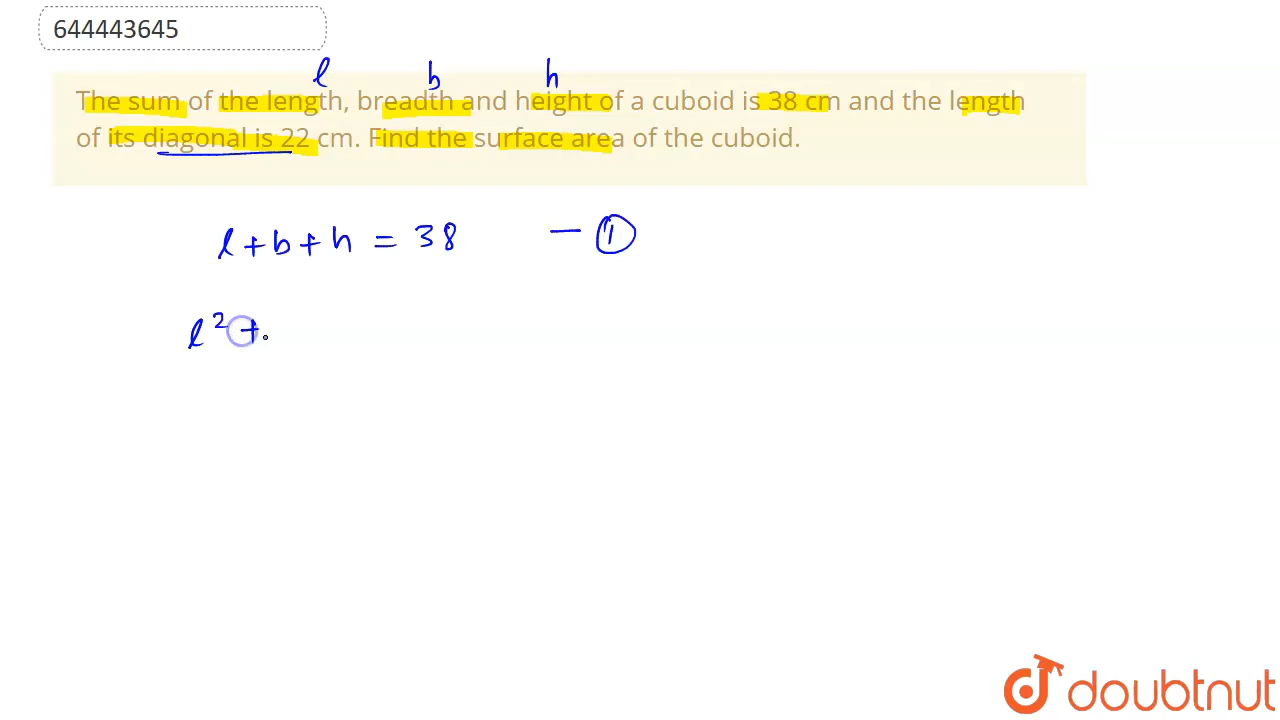 644443645
l b h
The sum of the length, breadth and height of a cuboid is 38 cm and the length
of its diagonal is 22 cm. Find the surface area of the cuboid.
l + b + h = 38 — ①
l² +
doubtnut